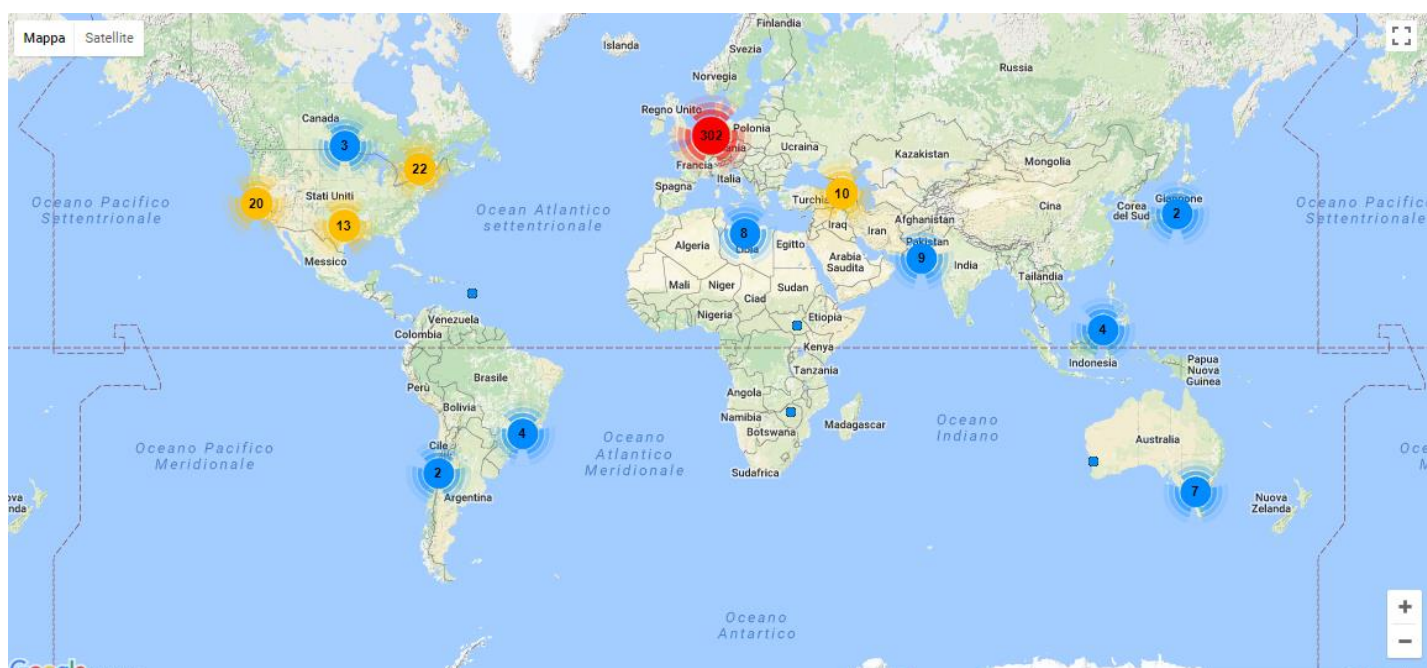 Mappa Satellite
Finlandia
Islanda
Svezia
Russia
Norvegia
Canada
Regno Unito
302
Polonia
3
Ucraina
Kazakistan
Francia
Mongolia
22
Italia
Spagna
Stati Uniti
20
10
Turchia
Oceano Pacifico
Settentrionale
Ocean Atlantico
settentrionale
Cina
Corea
del Sud
Giappone
2
Oceano Pacifico
Settentrionale
13
8
Afghanistan
Iraq
Iran
Algeria
Libia
Egitto
Pakistan
9
Messico
Arabia
Saudita
India
Tailandia
Mali
Niger
Sudan
Ciad
Venezuela
Nigeria
Etiopia
Colombia
4
Kenya
Indonesia
Papua
Nuova
Guinea
Tanzania
Perù
Brasile
Angola
Bolivia
Namibia
Botswana
Madagascar
Oceano
Indiano
4
Oceano
Atlantico
Meridionale
Oceano Pacifico
Meridionale
Cile
Australia
2
Sudafrica
7
Argentina
Nuova
Zelanda
Oceano
Antartico
+
−
Google